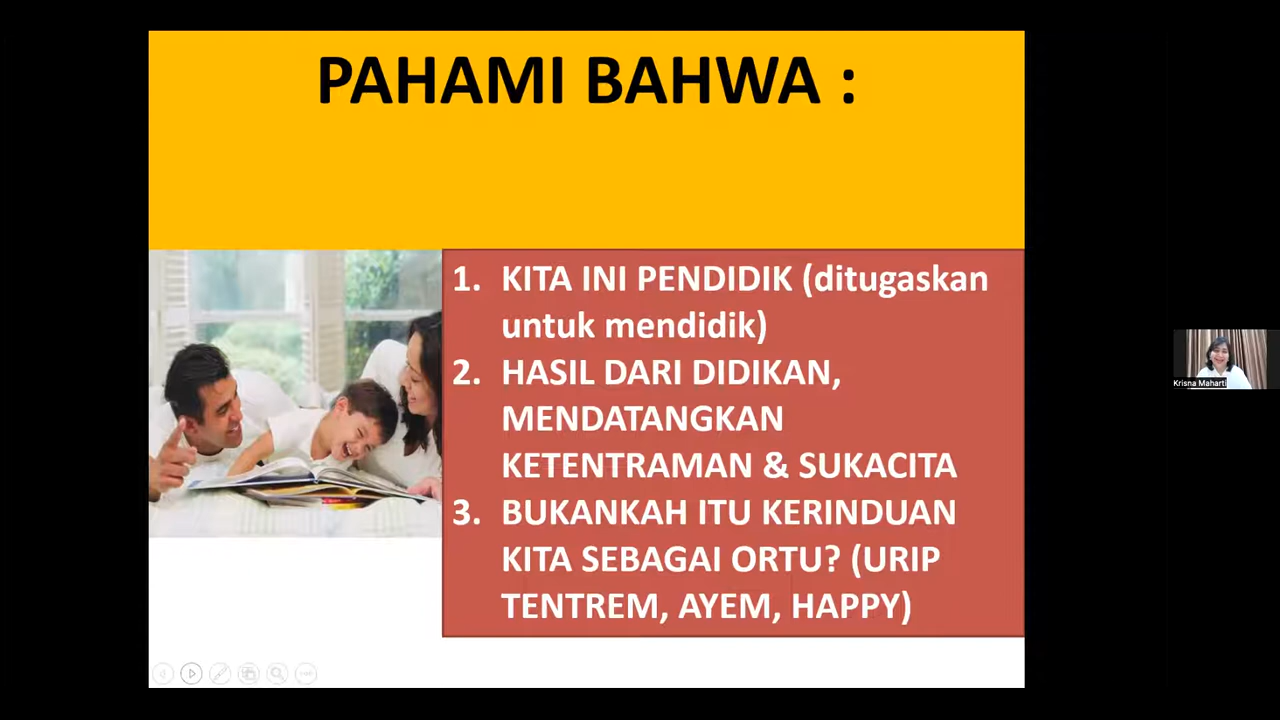 PAHAMI BAHWA :
1. KITA INI PENDIDIK (ditugaskan
untuk mendidik)
2. HASIL DARI DIDIKAN,
MENDATANGKAN
KETENTRAMAN & SUKACITA
3. BUKANKAH ITU KERINDUAN
KITA SEBAGAI ORTU? (URIP
TENTREM, AYEM, HAPPY)
Krisna Maharti